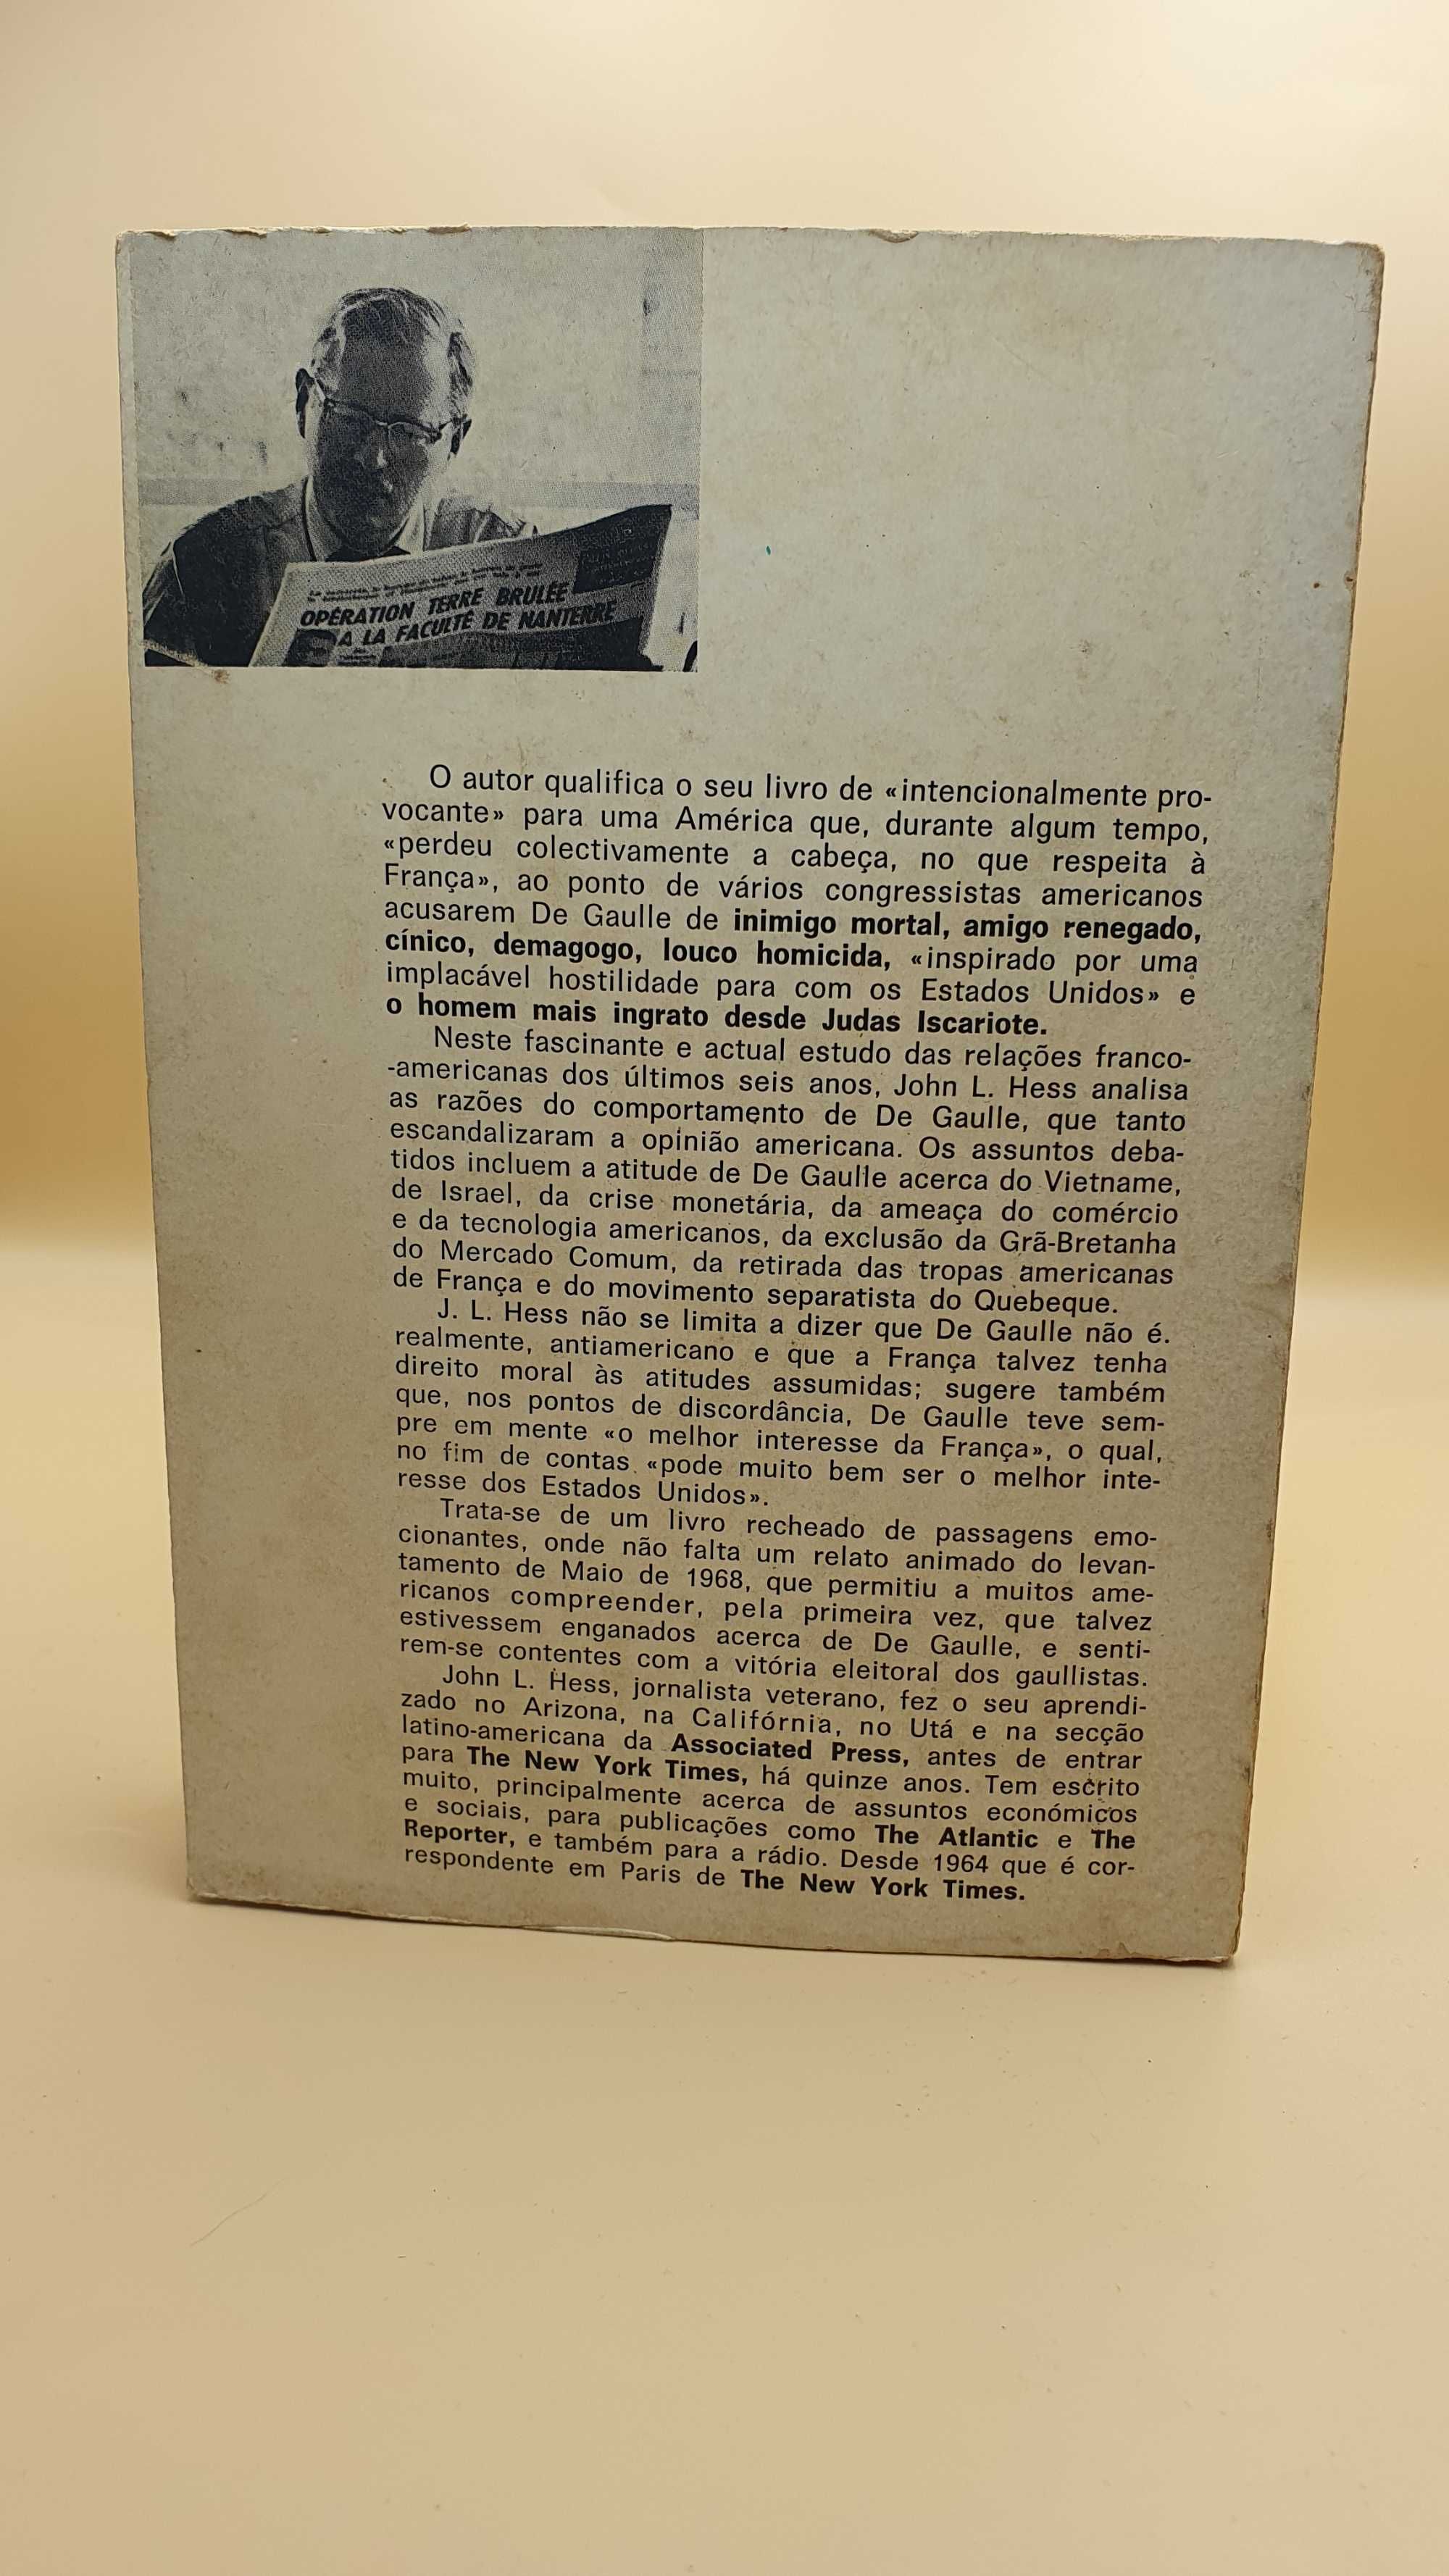 OPÉRATION TERRE BRULÉE
A LA FACULTÉ DE NANTERRE
O autor qualifica o seu livro de «intencionalmente pro-
vocante» para uma América que, durante algum tempo,
«perdeu colectivamente a cabeça, no que respeita à
França», ao ponto de vários congressistas americanos
acusarem De Gaulle de inimigo mortal, amigo renegado,
cínico, demagogo, louco homicida, «inspirado por uma
implacável hostilidade para com os Estados Unidos» e
o homem mais ingrato desde Judas Iscariote.
Neste fascinante e actual estudo das relações franco-
-americanas dos últimos seis anos, John L. Hess analisa
as razões do comportamento de De Gaulle, que tanto
escandalizaram a opinião americana. Os assuntos deba-
tidos incluem a atitude de De Gaulle acerca do Vietname,
de Israel, da crise monetária, da ameaça do comércio
e da tecnologia americanos, da exclusão da Grã-Bretanha
do Mercado Comum, da retirada das tropas americanas
de França e do movimento separatista do Quebeque.
J. L. Hess não se limita a dizer que De Gaulle não é.
realmente, antiamericano e que a França talvez tenha
direito moral às atitudes assumidas; sugere também
que, nos pontos de discordância, De Gaulle teve sem-
pre em mente «o melhor interesse da França», o qual,
no fim de contas «pode muito bem ser o melhor inte-
resse dos Estados Unidos».
Trata-se de um livro recheado de passagens emo-
cionantes, onde não falta um relato animado do levan-
tamento de Maio de 1968, que permitiu a muitos ame-
ricanos compreender, pela primeira vez, que talvez
estivessem enganados acerca de De Gaulle, e senti-
rem-se contentes com a vitória eleitoral dos gaullistas.
John L. Hess, jornalista veterano, fez o seu aprendi-
zado no Arizona, na Califórnia, no Utá e na secção
latino-americana da Associated Press, antes de entrar
para The New York Times, há quinze anos. Tem escrito
muito, principalmente acerca de assuntos económicos
e sociais, para publicações como The Atlantic e The
Reporter, e também para a rádio. Desde 1964 que é cor-
respondente em Paris de The New York Times.